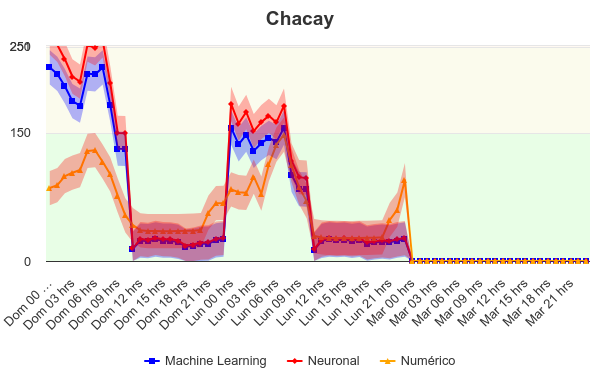 Chacay
250
150
0
Dom 00 ...
Dom 03 hrs
Dom 06 hrs
Dom 09 hrs
Dom 12 hrs
Dom 15 hrs
Dom 18 hrs
Dom 21 hrs
Lun 00 hrs
Lun 03 hrs
Lun 06 hrs
Lun 09 hrs
Lun 12 hrs
Lun 15 hrs
Lun 18 hrs
Lun 21 hrs
Mar 00 hrs
Mar 03 hrs
Mar 06 hrs
Mar 09 hrs
Mar 12 hrs
Mar 15 hrs
Mar 18 hrs
Mar 21 hrs
Machine Learning Neuronal Numérico